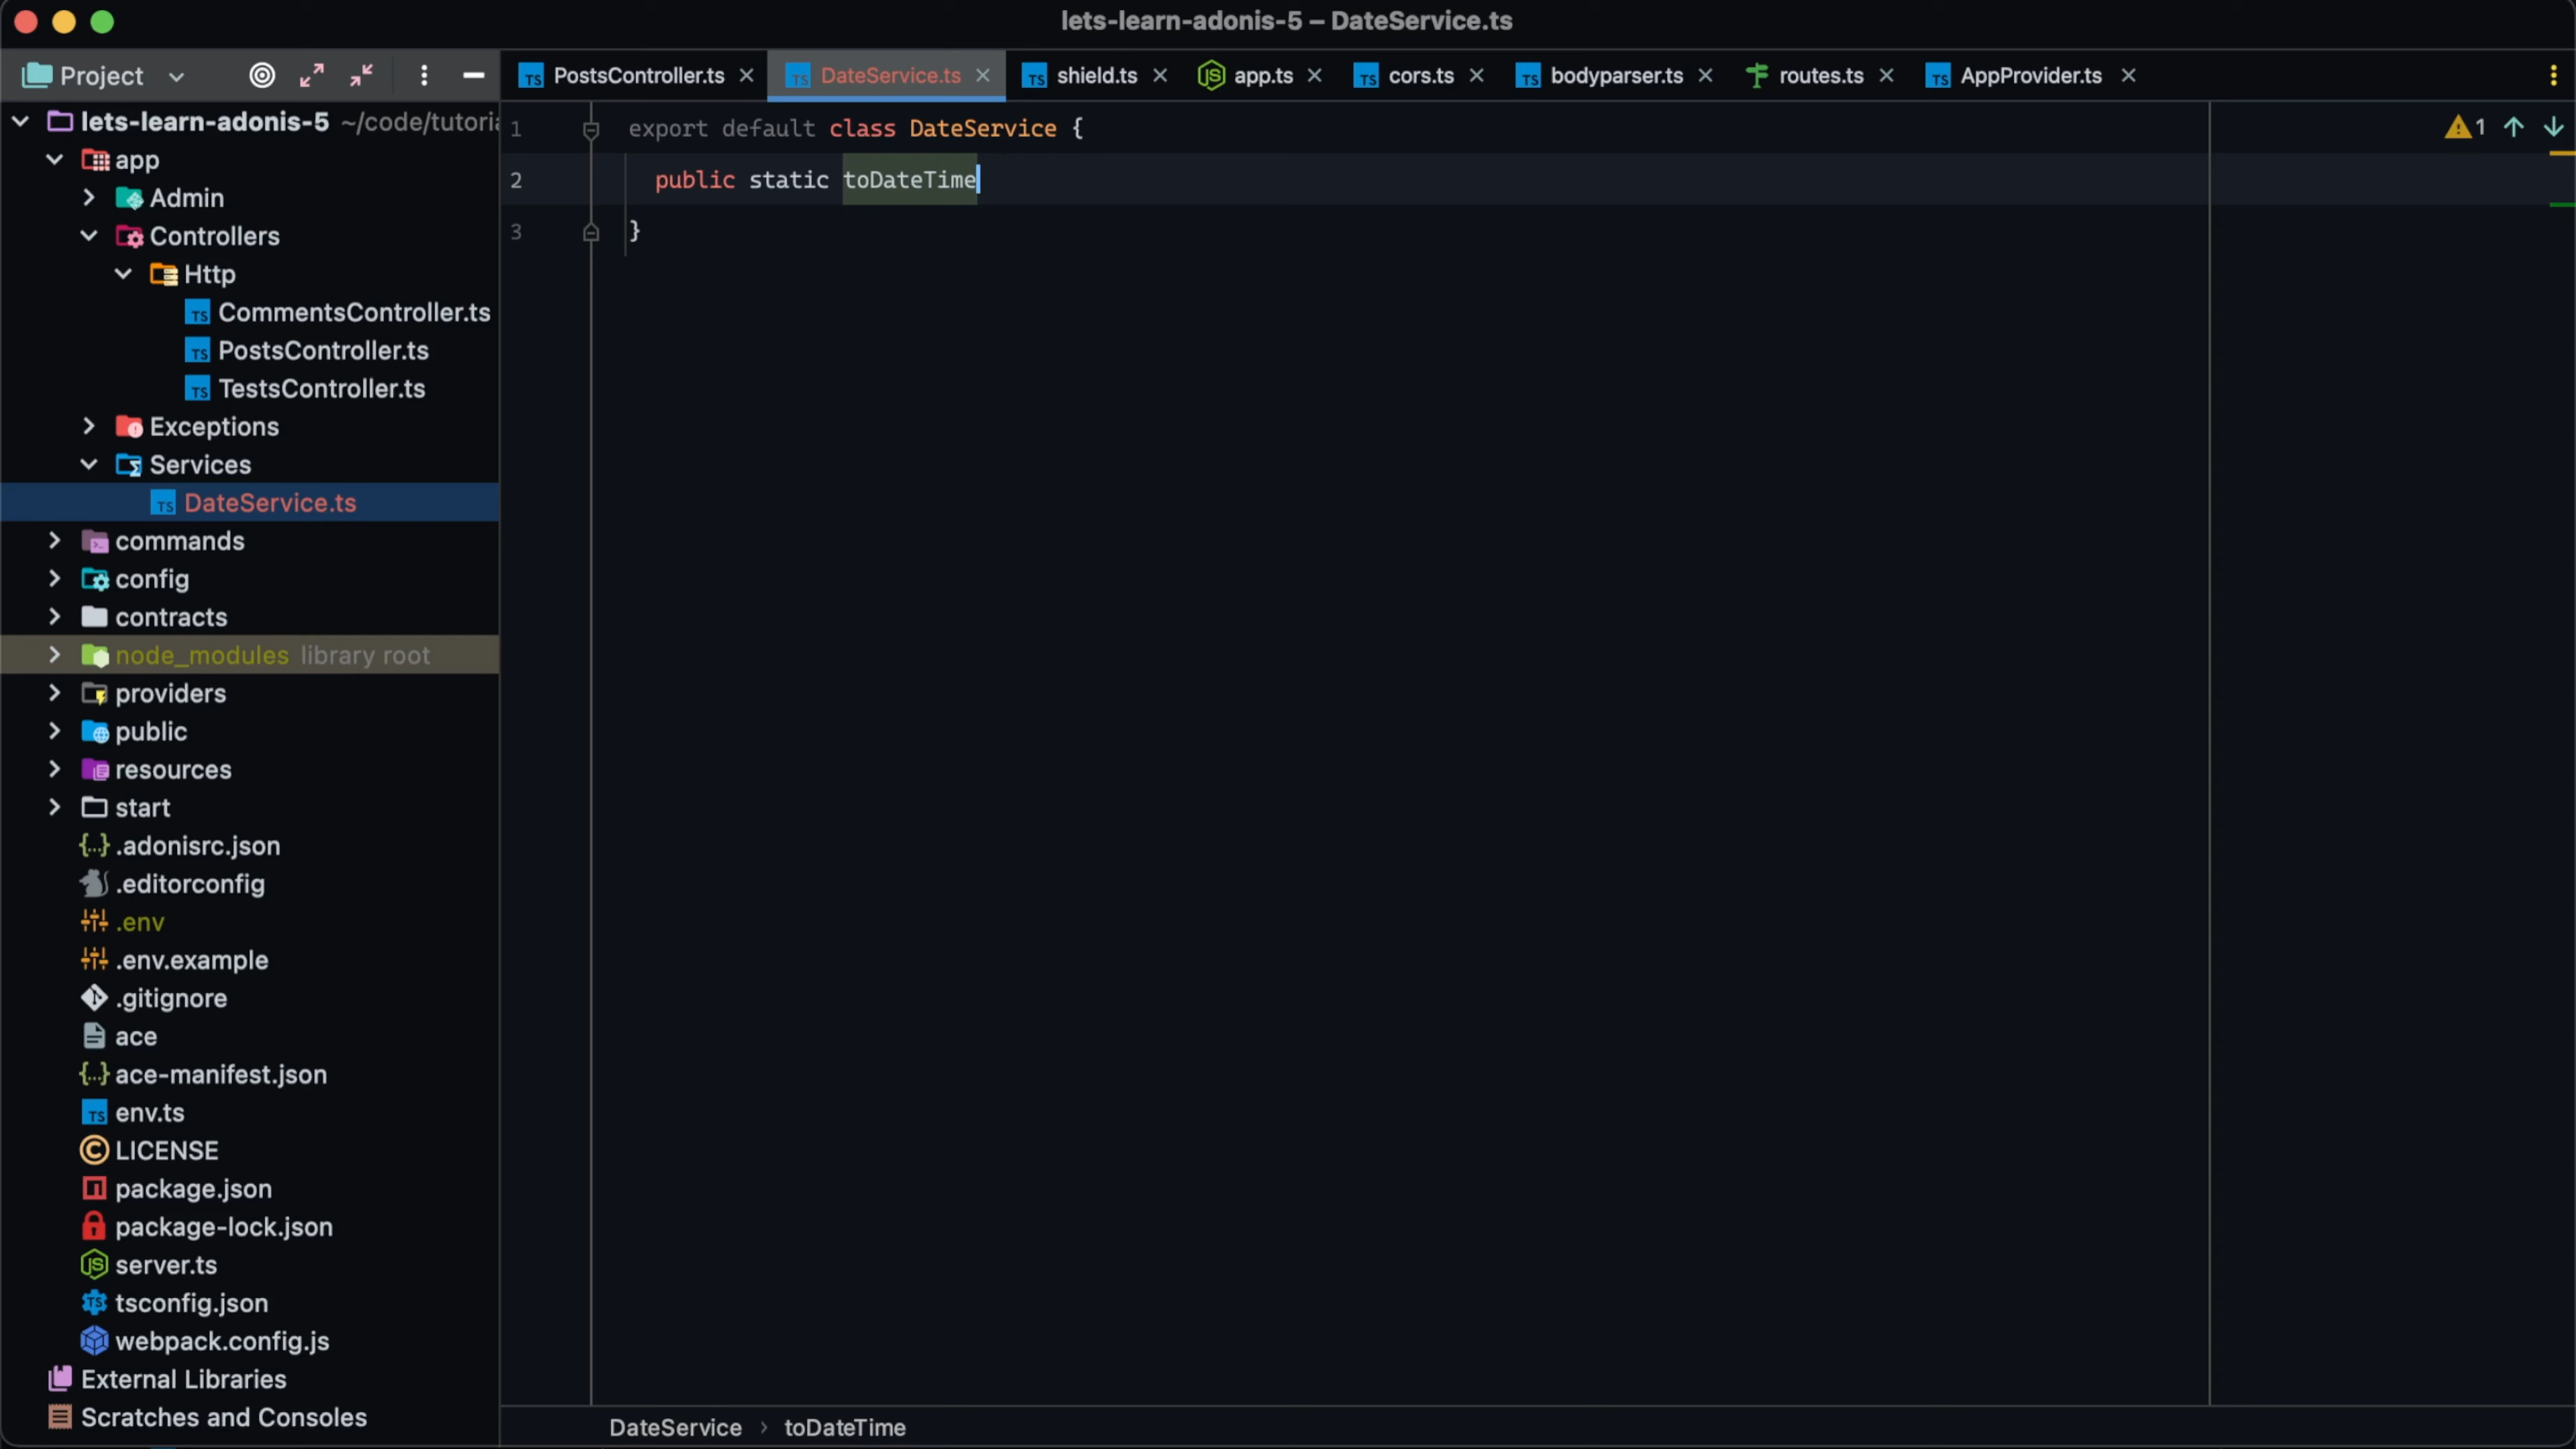 lets-learn-adonis-5 – DateService.ts
Project
PostsController.ts
DateService.ts
shield.ts
app.ts
cors.ts
bodyparser.ts
routes.ts
AppProvider.ts
lets-learn-adonis-5 ~/code/tutoria
app
Admin
Controllers
Http
CommentsController.ts
PostsController.ts
TestsController.ts
Exceptions
Services
DateService.ts
commands
config
contracts
node_modules library root
providers
public
resources
start
.adonisrc.json
.editorconfig
.env
.env.example
.gitignore
ace
ace-manifest.json
env.ts
LICENSE
package.json
package-lock.json
server.ts
tsconfig.json
webpack.config.js
External Libraries
Scratches and Consoles
1 export default class DateService {
2 public static toDateTime
3 }
1
DateService › toDateTime